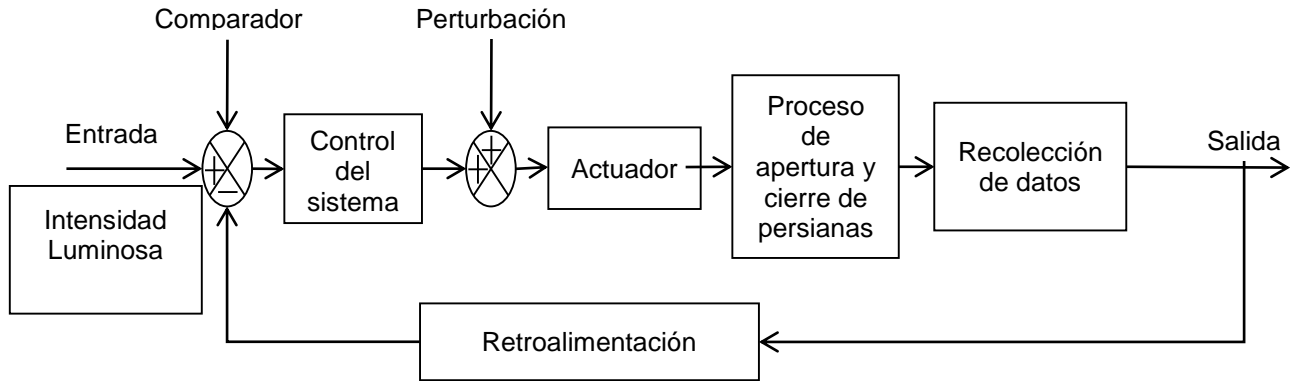 Comparador
Perturbación
Entrada
Intensidad
Luminosa
+
−
Control
del
sistema
+
+
Actuador
Proceso
de
apertura y
cierre de
persianas
Recolección
de datos
Salida
Retroalimentación